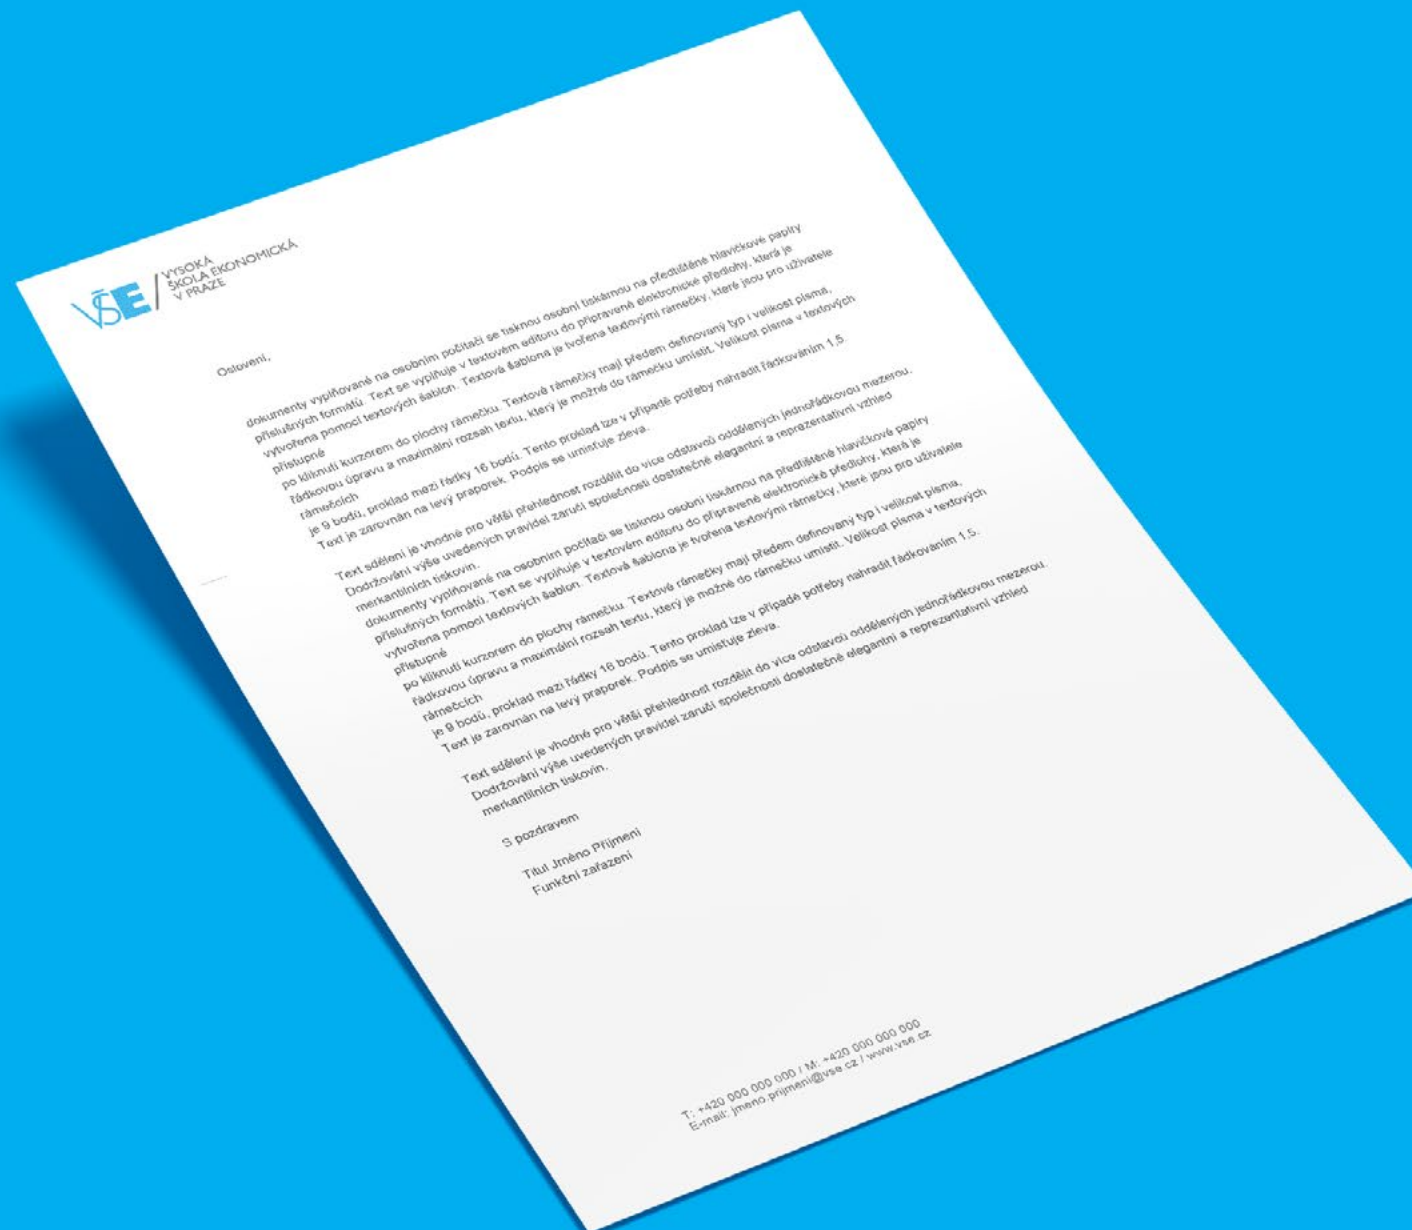 VŠE
VYSOKÁ
ŠKOLA EKONOMICKÁ
V PRAZE
Oslovení,
dokumenty vyplňované na osobním počítači se tisknou osobní tiskárnou na předtištěné hlavičkové papíry
příslušných formátů. Text se vyplňuje v textovém editoru do připravené elektronické předlohy, která je
vytvořena pomocí textových šablon. Textová šablona je tvořena textovými rámečky, které jsou pro uživatele
přístupné
po kliknutí kurzorem do plochy rámečku. Textové rámečky mají předem definovaný typ i velikost písma,
řádkovou úpravu a maximální rozsah textu, který je možné do rámečku umístit. Velikost písma v textových
rámečcích
je 9 bodů, proklad mezi řádky 16 bodů. Tento proklad lze v případě potřeby nahradit řádkováním 1,5.
Text je zarovnán na levý praporek. Podpis se umisťuje zleva.
Text sdělení je vhodné pro větší přehlednost rozdělit do více odstavců oddělených jednořádkovou mezerou.
Dodržování výše uvedených pravidel zaručí společnosti dostatečně elegantní a reprezentativní vzhled
merkantilních tiskovin.
dokumenty vyplňované na osobním počítači se tisknou osobní tiskárnou na předtištěné hlavičkové papíry
příslušných formátů. Text se vyplňuje v textovém editoru do připravené elektronické předlohy, která je
vytvořena pomocí textových šablon. Textová šablona je tvořena textovými rámečky, které jsou pro uživatele
přístupné
po kliknutí kurzorem do plochy rámečku. Textové rámečky mají předem definovaný typ i velikost písma,
řádkovou úpravu a maximální rozsah textu, který je možné do rámečku umístit. Velikost písma v textových
rámečcích
je 9 bodů, proklad mezi řádky 16 bodů. Tento proklad lze v případě potřeby nahradit řádkováním 1,5.
Text je zarovnán na levý praporek. Podpis se umisťuje zleva.
Text sdělení je vhodné pro větší přehlednost rozdělit do více odstavců oddělených jednořádkovou mezerou.
Dodržování výše uvedených pravidel zaručí společnosti dostatečně elegantní a reprezentativní vzhled
merkantilních tiskovin.
S pozdravem
Titul Jméno Příjmení
Funkční zařazení
T: +420 000 000 000 / M: +420 000 000 000
E-mail: jmeno.prijmeni@vse.cz / www.vse.cz